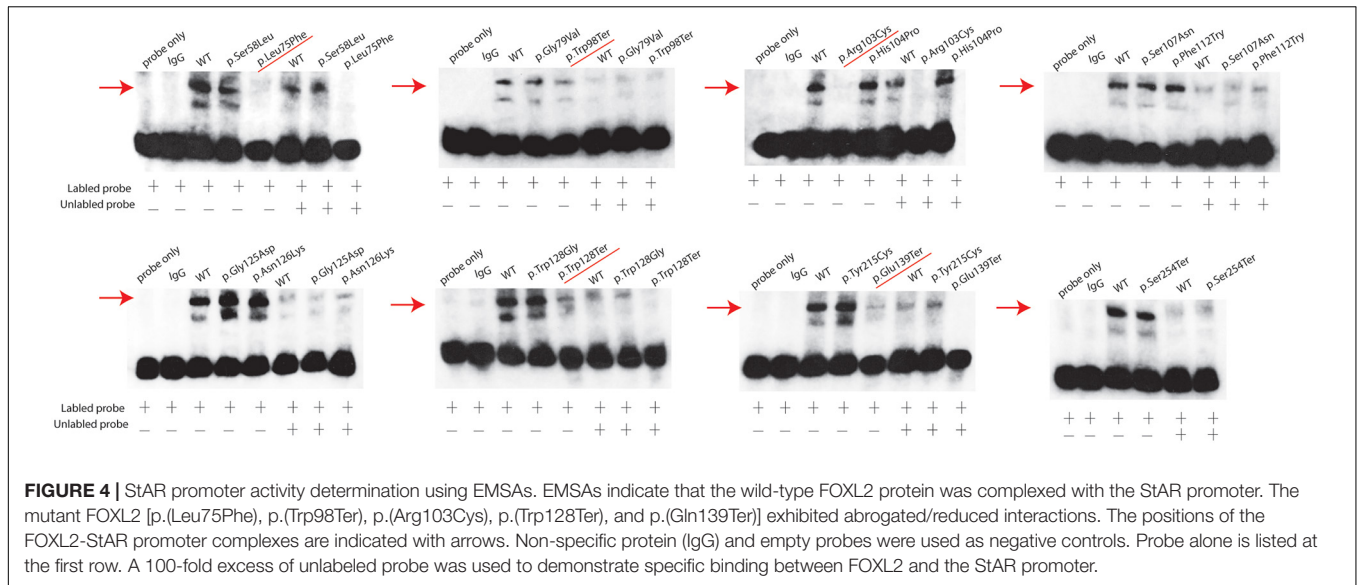 probe only IgG WT p.Ser58Leu p.Leu75Phe WT p.Ser58Leu p.Leu75Phe
probe only IgG WT p.Gly79Val p.Trp98Ter WT p.Gly79Val p.Trp98Ter
probe only IgG WT p.Arg103Cys p.His104Pro WT p.Arg103Cys p.His104Pro
probe only IgG WT p.Ser107Asn p.Phe112Try WT p.Ser107Asn p.Phe112Try
Labled probe + + + + + + + + + + + + + + + + + + + + + + + + + + + + + + + +
Unlabled probe − − − − − + + + − − − − − + + + − − − − − + + + − − − − − + + +
probe only IgG WT p.Gly125Asp p.Asn126Lys WT p.Gly125Asp p.Asn126Lys
probe only IgG WT p.Trp128Gly p.Trp128Ter WT p.Trp128Gly p.Trp128Ter
probe only IgG WT p.Tyr215Cys p.Glu139Ter WT p.Tyr215Cys p.Glu139Ter
probe only IgG WT p.Ser254Ter WT p.Ser254Ter
Labled probe + + + + + + + + + + + + + + + + + + + + + + + + + + + + + +
Unlabled probe − − − − − + + + − − − − − + + + − − − − − + + + − − − − + +
FIGURE 4 | StAR promoter activity determination using EMSAs. EMSAs indicate that the wild-type FOXL2 protein was complexed with the StAR promoter. The
mutant FOXL2 [p.(Leu75Phe), p.(Trp98Ter), p.(Arg103Cys), p.(Trp128Ter), and p.(Gln139Ter)] exhibited abrogated/reduced interactions. The positions of the
FOXL2-StAR promoter complexes are indicated with arrows. Non-specific protein (IgG) and empty probes were used as negative controls. Probe alone is listed at
the first row. A 100-fold excess of unlabeled probe was used to demonstrate specific binding between FOXL2 and the StAR promoter.